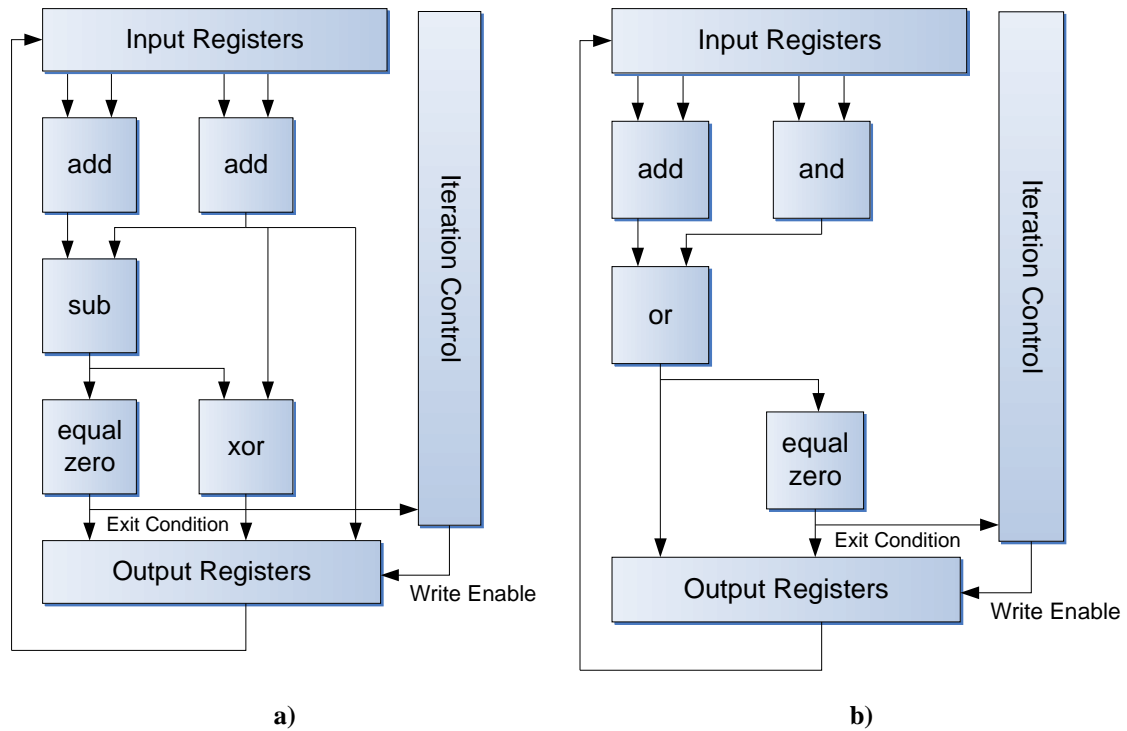 Input Registers
add
add
sub
equal
zero
xor
Exit Condition
Output Registers
Write Enable
Iteration Control
a)
Input Registers
add
and
or
equal
zero
Exit Condition
Output Registers
Write Enable
Iteration Control
b)